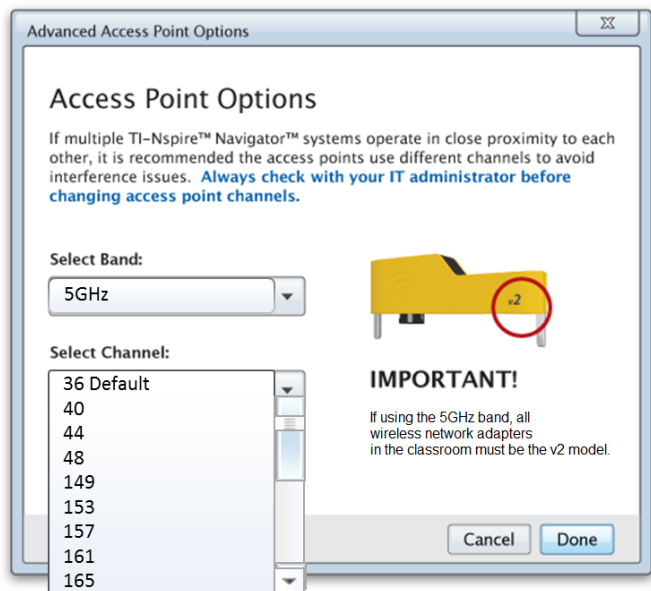 Advanced Access Point Options
Access Point Options
If multiple TI-Nspire™ Navigator™ systems operate in close proximity to each
other, it is recommended the access points use different channels to avoid
interference issues. Always check with your IT administrator before
changing access point channels.
Select Band:
5GHz
v2
Select Channel:
36 Default
40
44
48
149
153
157
161
165
IMPORTANT!
If using the 5GHz band, all
wireless network adapters
in the classroom must be the v2 model.
Cancel
Done